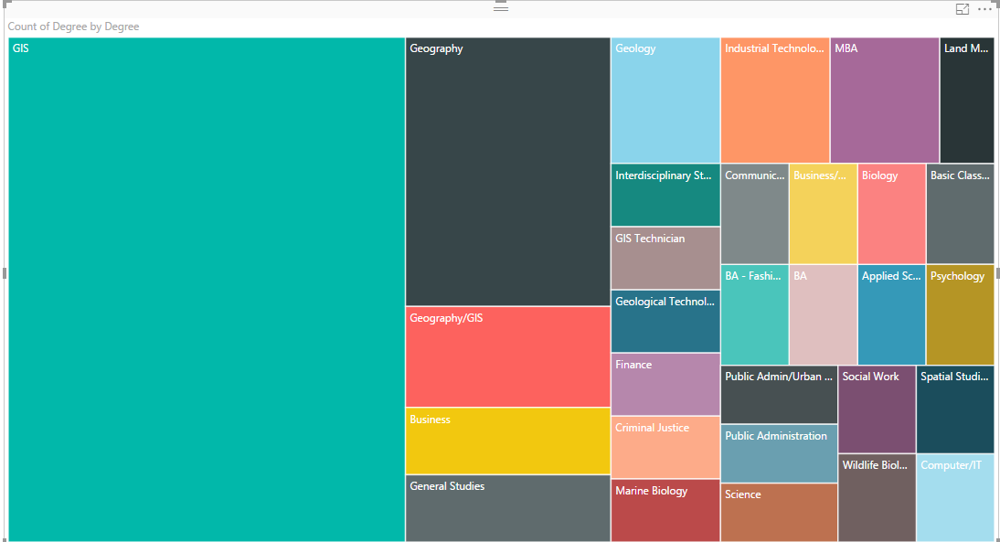 Count of Degree by Degree
GIS
Geography
Geography/GIS
Business
General Studies
Geology
Industrial Technolo...
MBA
Land M...
Interdisciplinary St...
GIS Technician
Geological Technol...
Finance
Criminal Justice
Marine Biology
Communic...
Business/...
Biology
Basic Class...
BA - Fashi...
BA
Applied Sc...
Psychology
Public Admin/Urban ...
Public Administration
Science
Social Work
Spatial Studi...
Wildlife Biol...
Computer/IT